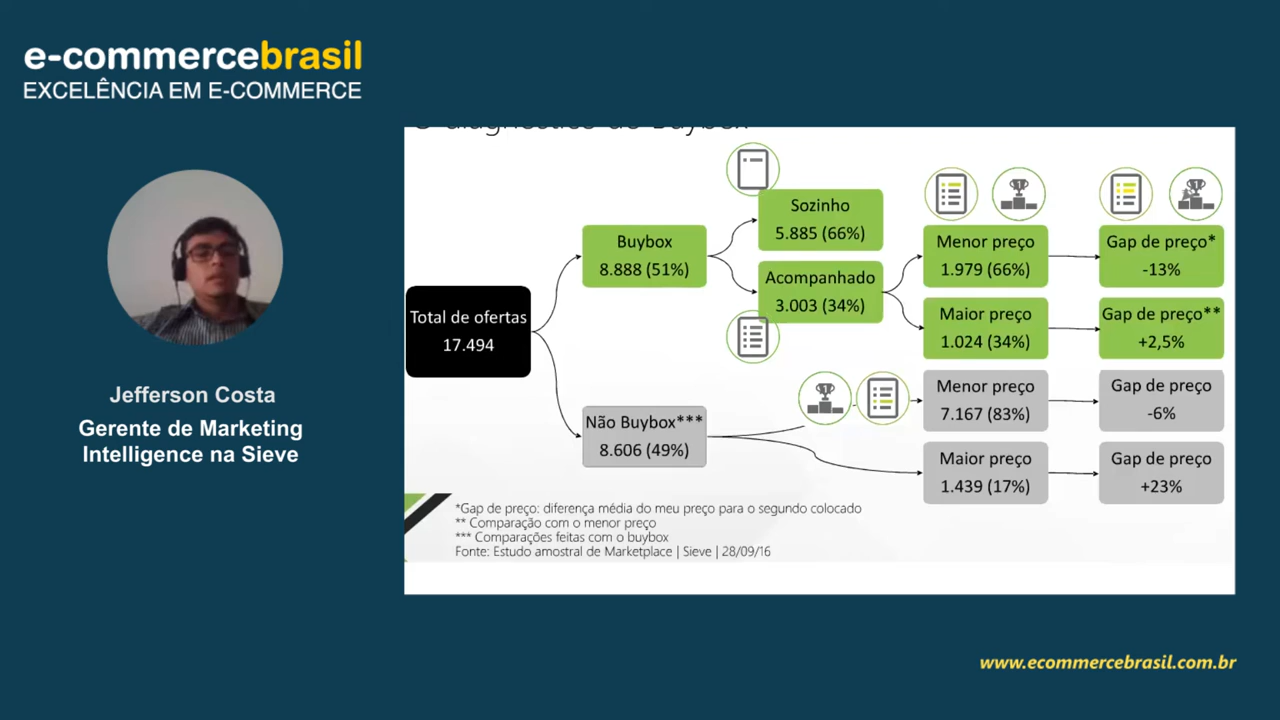 e-commercebrasil
EXCELÊNCIA EM E-COMMERCE
Jefferson Costa
Gerente de Marketing
Intelligence na Sieve
O diagnóstico do Buybox
Total de ofertas
17.494
Buybox
8.888 (51%)
Não Buybox***
8.606 (49%)
Sozinho
5.885 (66%)
Acompanhado
3.003 (34%)
Menor preço
1.979 (66%)
Gap de preço*
-13%
Maior preço
1.024 (34%)
Gap de preço**
+2,5%
Menor preço
7.167 (83%)
Gap de preço
-6%
Maior preço
1.439 (17%)
Gap de preço
+23%
*Gap de preço: diferença média do meu preço para o segundo colocado
** Comparação com o menor preço
*** Comparações feitas com o buybox
Fonte: Estudo amostral de Marketplace | Sieve | 28/09/16
www.ecommercebrasil.com.br